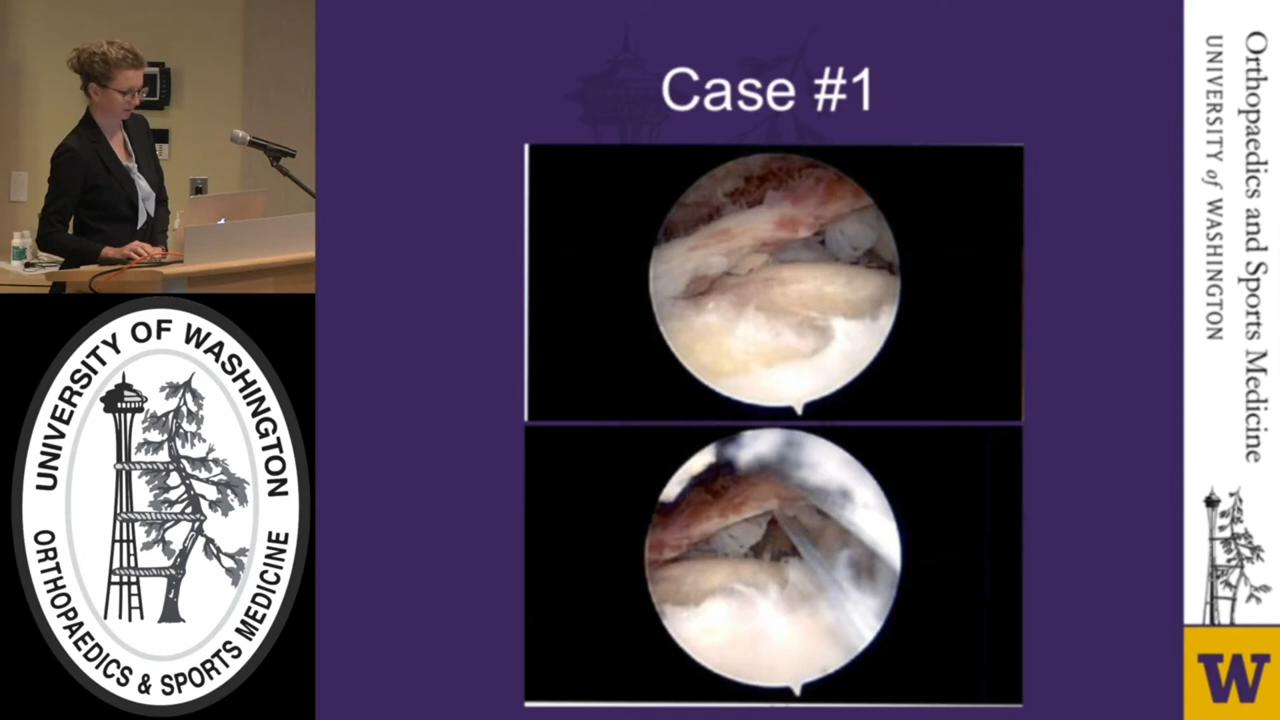 Case #1
UNIVERSITY OF WASHINGTON
ORTHOPAEDICS & SPORTS MEDICINE
Orthopaedics and Sports Medicine
UNIVERSITY of WASHINGTON
W